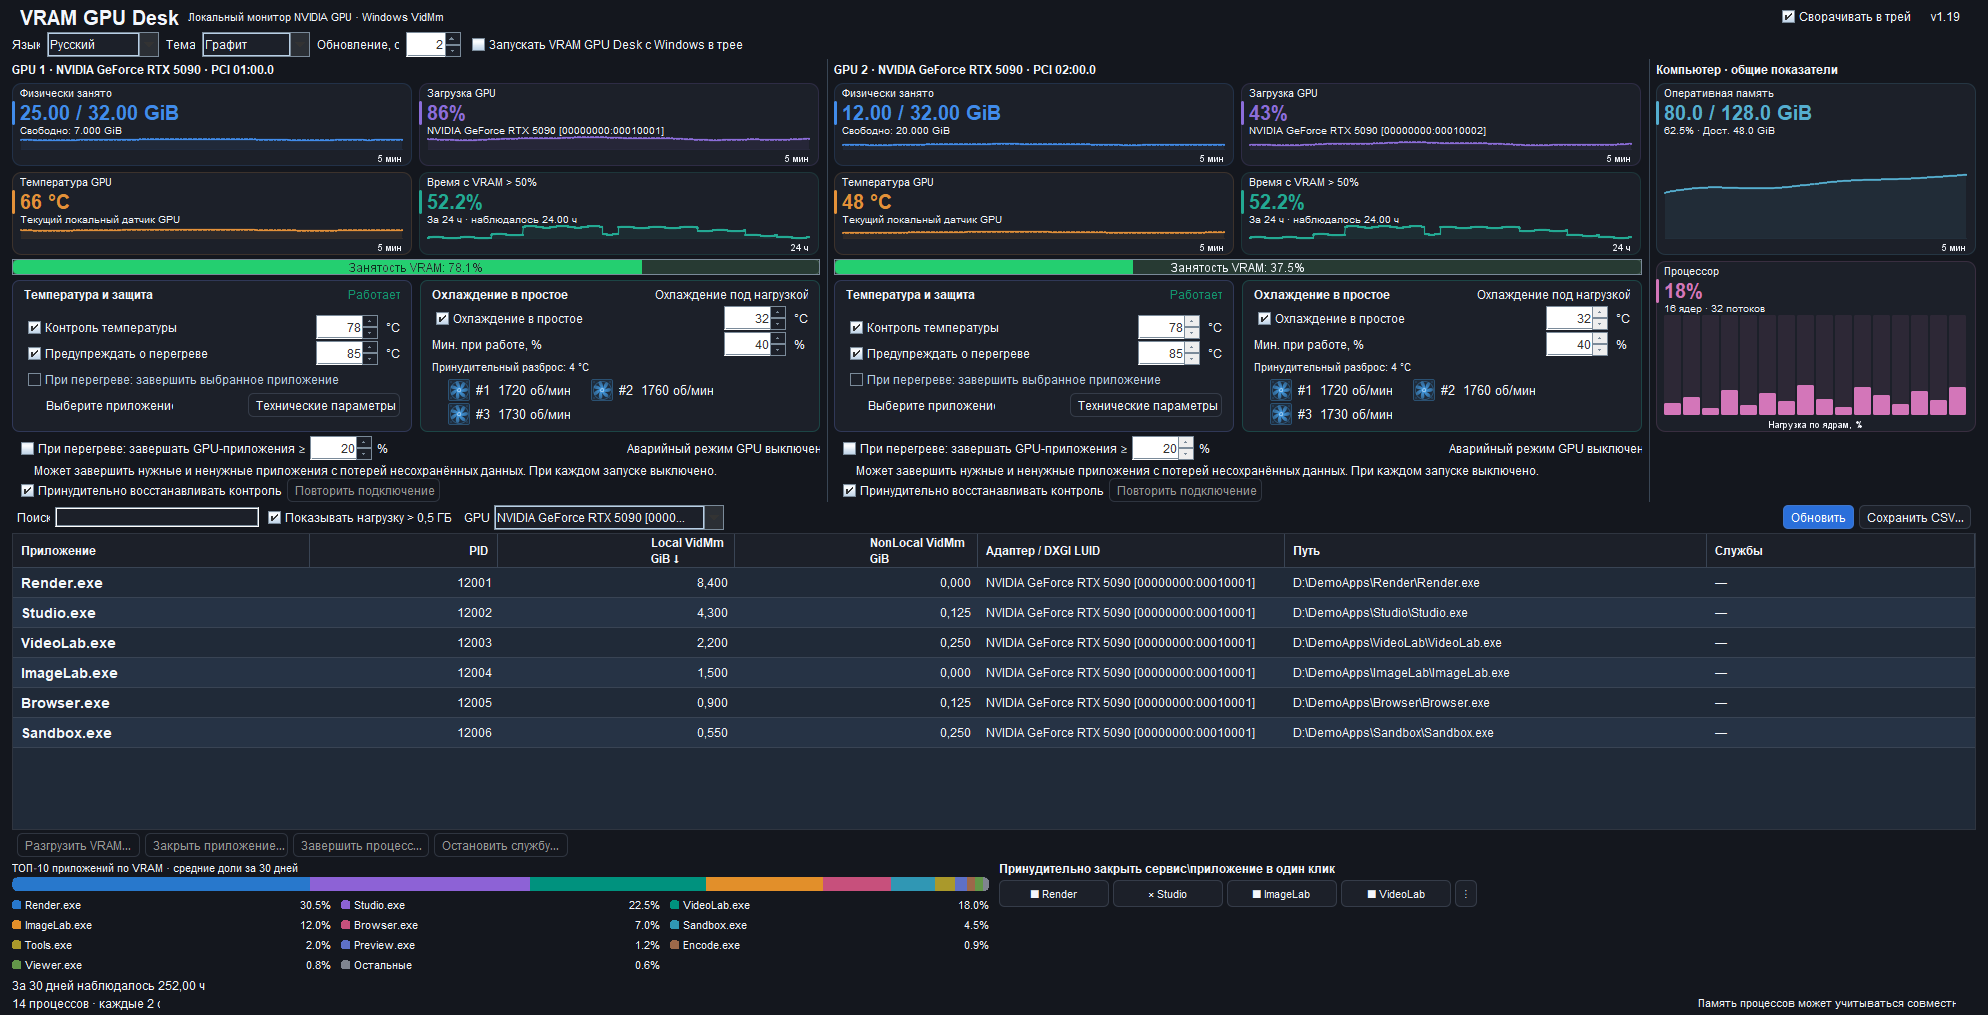 VRAM GPU Desk Локальный монитор NVIDIA GPU · Windows VidMm
Сворачивать в трей v1.19
Язык Русский Тема Графит Обновление, с 2 Запускать VRAM GPU Desk с Windows в трее
GPU 1 · NVIDIA GeForce RTX 5090 · PCI 01:00.0
Физически занято
25.00 / 32.00 GiB
Свободно: 7.000 GiB
5 мин
Загрузка GPU
86%
NVIDIA GeForce RTX 5090 [00000000:00010001]
5 мин
Температура GPU
66 °C
Текущий локальный датчик GPU
5 мин
Время с VRAM > 50%
52.2%
За 24 ч · наблюдалось 24.00 ч
24 ч
Занятость VRAM: 78.1%
Температура и защита Работает
Контроль температуры 78 °C
Предупреждать о перегреве 85 °C
При перегреве: завершить выбранное приложение
Выберите приложени Технические параметры
Охлаждение в простое Охлаждение под нагрузкой
Охлаждение в простое 32 °C
Мин. при работе, % 40 %
Принудительный разброс: 4 °C
#1 1720 об/мин #2 1760 об/мин
#3 1730 об/мин
При перегреве: завершать GPU-приложения ≥ 20 % Аварийный режим GPU выключен
Может завершить нужные и ненужные приложения с потерей несохранённых данных. При каждом запуске выключено.
Принудительно восстанавливать контроль Повторить подключение
GPU 2 · NVIDIA GeForce RTX 5090 · PCI 02:00.0
Физически занято
12.00 / 32.00 GiB
Свободно: 20.000 GiB
5 мин
Загрузка GPU
43%
NVIDIA GeForce RTX 5090 [00000000:00010002]
5 мин
Температура GPU
48 °C
Текущий локальный датчик GPU
5 мин
Время с VRAM > 50%
52.2%
За 24 ч · наблюдалось 24.00 ч
24 ч
Занятость VRAM: 37.5%
Температура и защита Работает
Контроль температуры 78 °C
Предупреждать о перегреве 85 °C
При перегреве: завершить выбранное приложение
Выберите приложени Технические параметры
Охлаждение в простое Охлаждение под нагрузкой
Охлаждение в простое 32 °C
Мин. при работе, % 40 %
Принудительный разброс: 4 °C
#1 1720 об/мин #2 1760 об/мин
#3 1730 об/мин
При перегреве: завершать GPU-приложения ≥ 20 % Аварийный режим GPU выключен
Может завершить нужные и ненужные приложения с потерей несохранённых данных. При каждом запуске выключено.
Принудительно восстанавливать контроль Повторить подключение
Компьютер · общие показатели
Оперативная память
80.0 / 128.0 GiB
62.5% · Дост. 48.0 GiB
5 мин
Процессор
18%
16 ядер · 32 потоков
Нагрузка по ядрам, %
Поиск Показывать нагрузку > 0,5 ГБ GPU NVIDIA GeForce RTX 5090 [0000... Обновить Сохранить CSV...
Приложение PID Local VidMm GiB ↓ NonLocal VidMm GiB Адаптер / DXGI LUID Путь Службы
Render.exe 12001 8,400 0,000 NVIDIA GeForce RTX 5090 [00000000:00010001] D:\DemoApps\Render\Render.exe —
Studio.exe 12002 4,300 0,125 NVIDIA GeForce RTX 5090 [00000000:00010001] D:\DemoApps\Studio\Studio.exe —
VideoLab.exe 12003 2,200 0,250 NVIDIA GeForce RTX 5090 [00000000:00010001] D:\DemoApps\VideoLab\VideoLab.exe —
ImageLab.exe 12004 1,500 0,000 NVIDIA GeForce RTX 5090 [00000000:00010001] D:\DemoApps\ImageLab\ImageLab.exe —
Browser.exe 12005 0,900 0,125 NVIDIA GeForce RTX 5090 [00000000:00010001] D:\DemoApps\Browser\Browser.exe —
Sandbox.exe 12006 0,550 0,250 NVIDIA GeForce RTX 5090 [00000000:00010001] D:\DemoApps\Sandbox\Sandbox.exe —
Разгрузить VRAM... Закрыть приложение... Завершить процесс... Остановить службу...
ТОП-10 приложений по VRAM · средние доли за 30 дней
Render.exe 30.5% Studio.exe 22.5% VideoLab.exe 18.0%
ImageLab.exe 12.0% Browser.exe 7.0% Sandbox.exe 4.5%
Tools.exe 2.0% Preview.exe 1.2% Encode.exe 0.9%
Viewer.exe 0.8% Остальные 0.6%
Принудительно закрыть сервис\приложение в один клик
Render × Studio ImageLab VideoLab ⋮
За 30 дней наблюдалось 252,00 ч
14 процессов · каждые 2 с
Память процессов может учитываться совместн